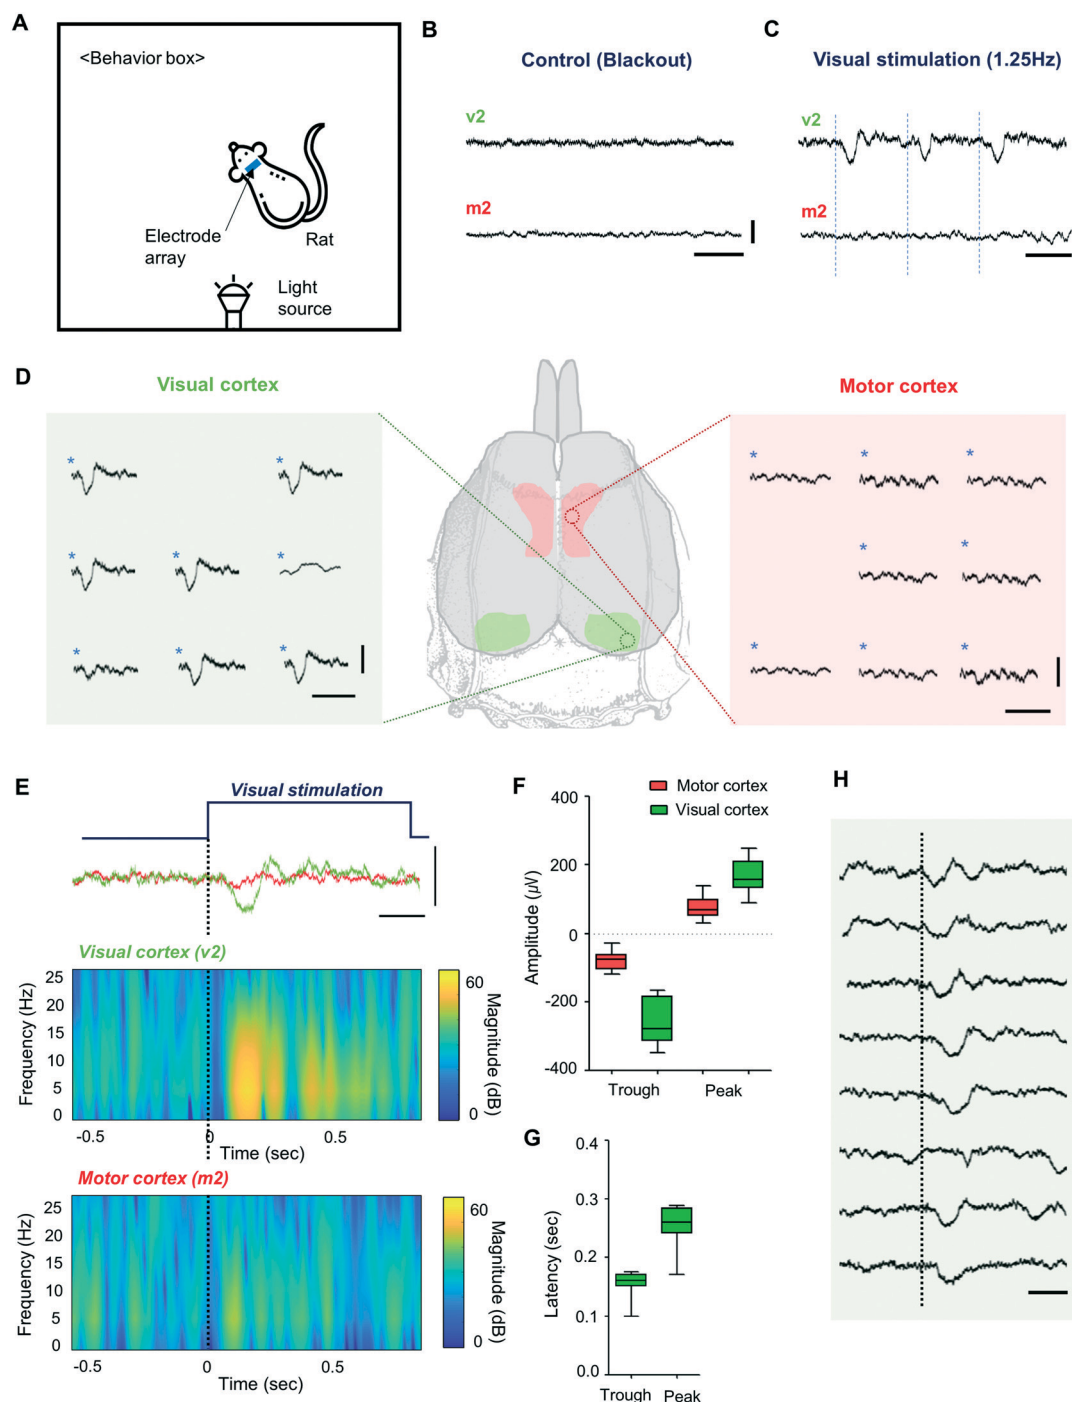 A
<Behavior box>
Electrode
array
Rat
Light
source
B
Control (Blackout)
v2
m2
C
Visual stimulation (1.25Hz)
v2
m2
D
Visual cortex
Motor cortex
* *
* * *
* * *
* * *
* *
* * *
E
Visual stimulation
Visual cortex (v2)
Frequency (Hz)
25
20
15
10
5
0
-0.5 0 0.5
Time (sec)
60
0
Magnitude (dB)
Motor cortex (m2)
Frequency (Hz)
25
20
15
10
5
0
-0.5 0 0.5
Time (sec)
60
0
Magnitude (dB)
F
Motor cortex
Visual cortex
Amplitude (µV)
400
200
0
-200
-400
Trough Peak
G
Latency (sec)
0.4
0.3
0.2
0.1
0.0
Trough Peak
H